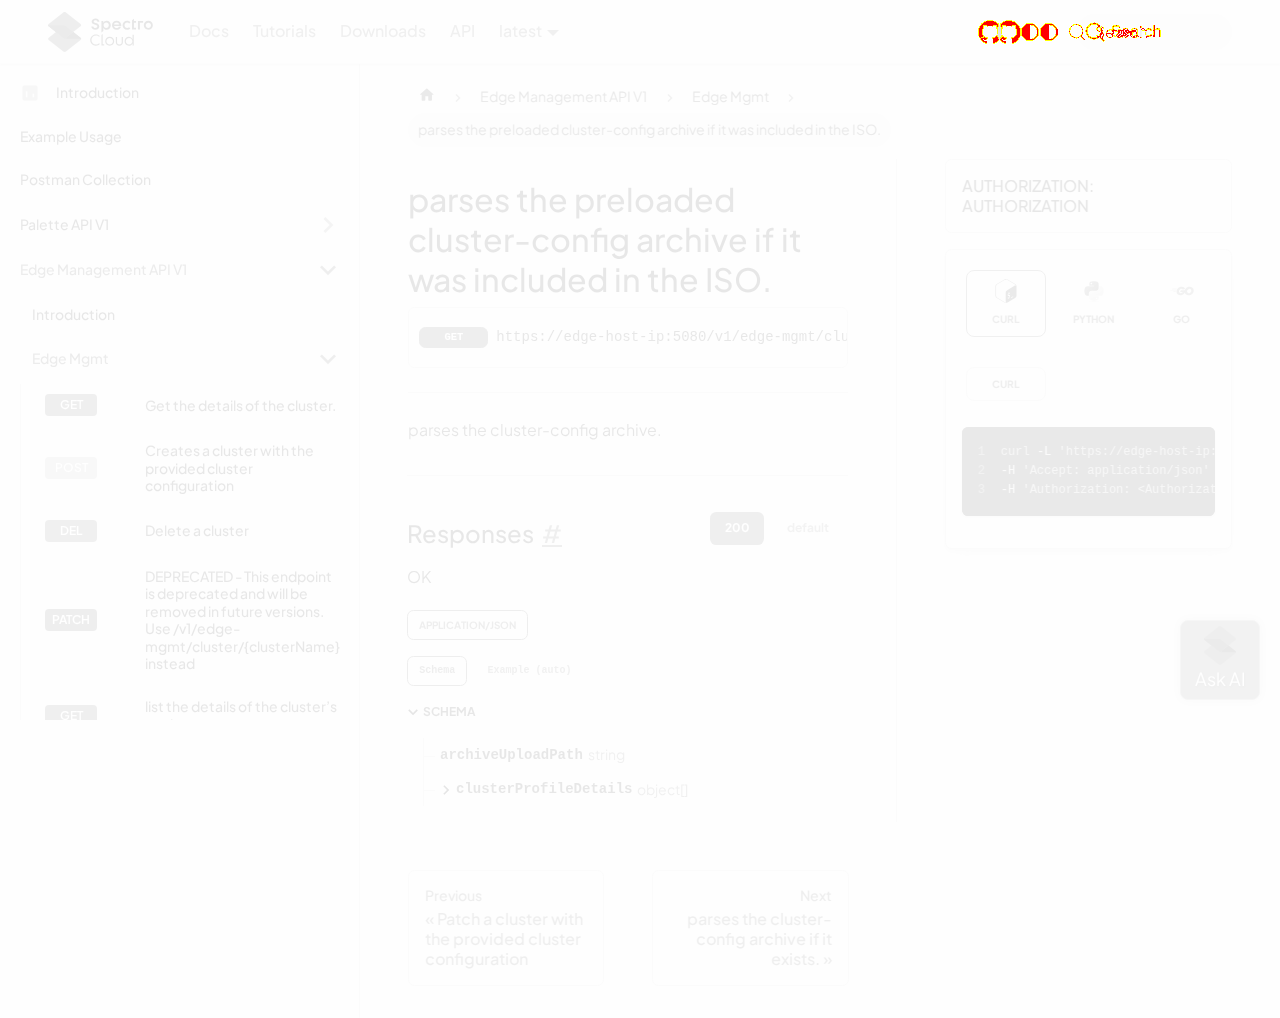 Spectro
Cloud
Docs
Tutorials
Downloads
API
latest
Introduction
Example Usage
Postman Collection
Palette API V1
Edge Management API V1
Introduction
Edge Mgmt
GET
Get the details of the cluster.
POST
Creates a cluster with the
provided cluster
configuration
DEL
Delete a cluster
PATCH
DEPRECATED - This endpoint
is deprecated and will be
removed in future versions.
Use /v1/edge-
mgmt/cluster/{clusterName}
instead
GET
list the details of the cluster's
Edge Management API V1
Edge Mgmt
parses the preloaded cluster-config archive if it was included in the ISO.
parses the preloaded
cluster-config archive if it
was included in the ISO.
GET https://edge-host-ip:5080/v1/edge-mgmt/clu
parses the cluster-config archive.
Responses #
200
default
OK
APPLICATION/JSON
Schema
Example (auto)
SCHEMA
archiveUploadPath string
clusterProfileDetails object[]
Previous
« Patch a cluster with
the provided cluster
configuration
Next
parses the cluster-
config archive if it
exists. »
AUTHORIZATION:
AUTHORIZATION
CURL
PYTHON
GO
GO
CURL
1 curl -L 'https://edge-host-ip:
2 -H 'Accept: application/json'
3 -H 'Authorization: <Authorizat
Ask AI